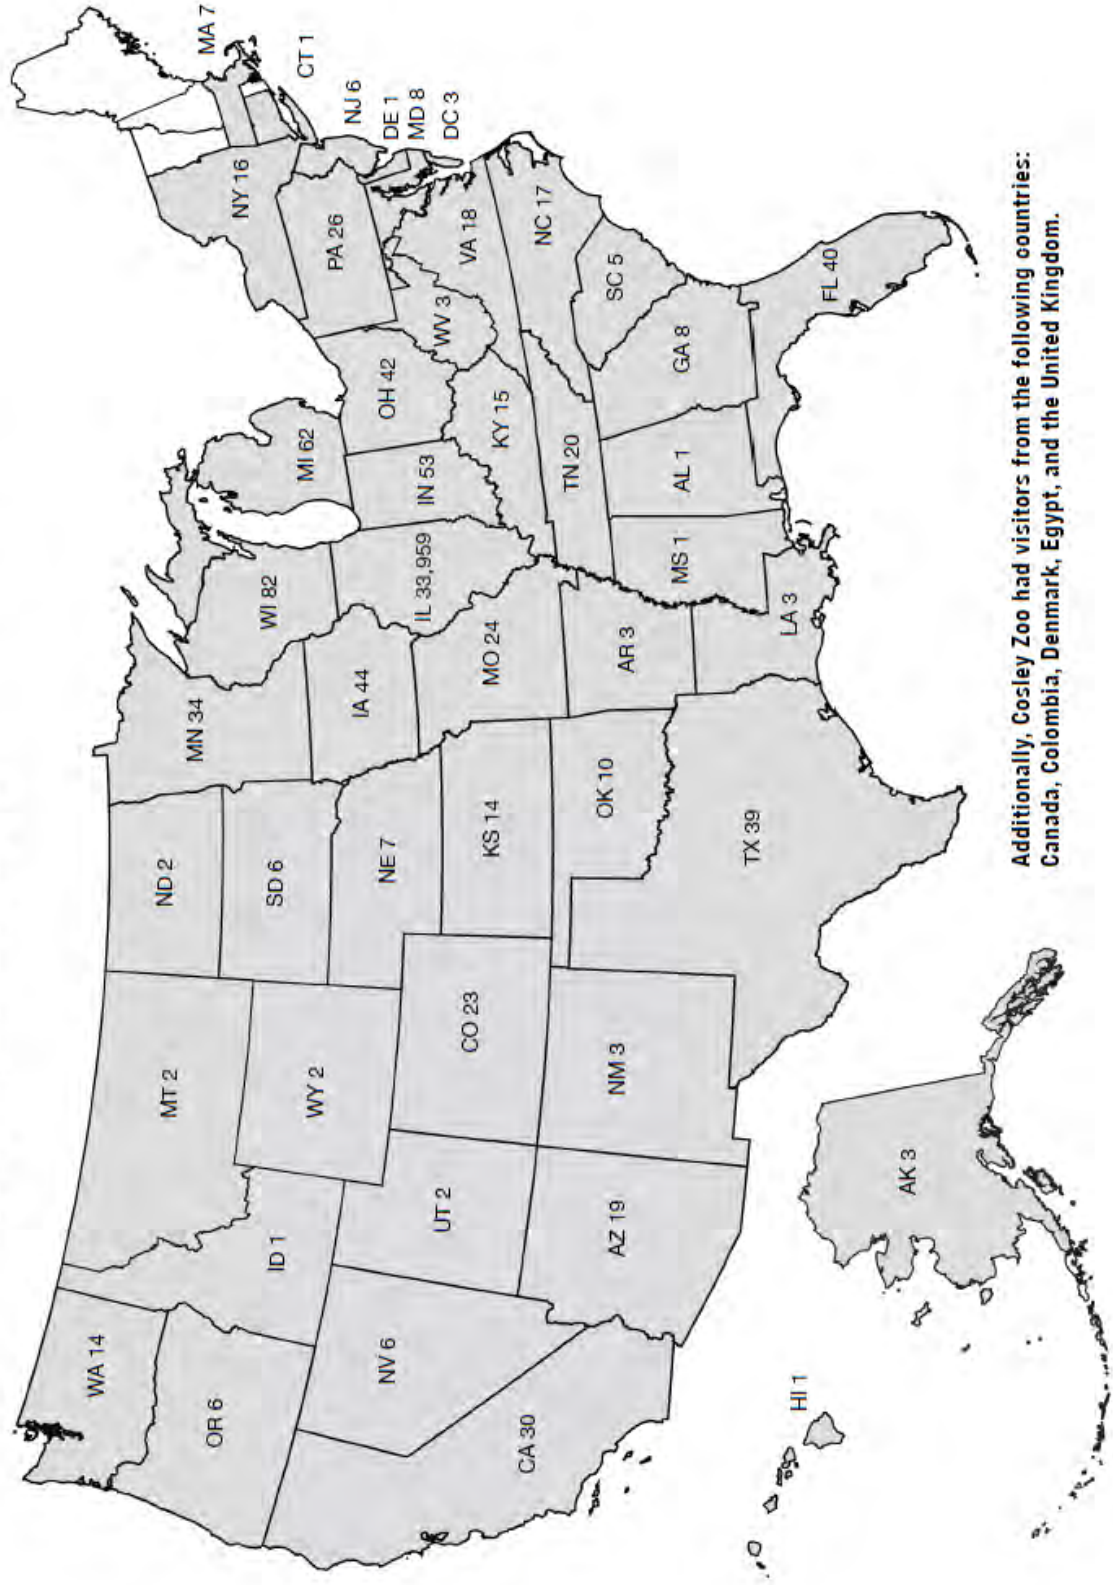 WA 14
OR 6
CA 30
NV 6
ID 1
MT 2
WY 2
UT 2
AZ 19
CO 23
NM 3
ND 2
SD 6
NE 7
KS 14
OK 10
TX 39
MN 34
IA 44
MO 24
AR 3
LA 3
WI 82
IL 33,959
MI 62
IN 53
OH 42
KY 15
TN 20
MS 1
AL 1
GA 8
FL 40
SC 5
NC 17
VA 18
WV 3
PA 26
NY 16
MA 7
CT 1
NJ 6
DE 1
MD 8
DC 3
AK 3
HI 1
Additionally, Cosley Zoo had visitors from the following countries:
Canada, Colombia, Denmark, Egypt, and the United Kingdom.